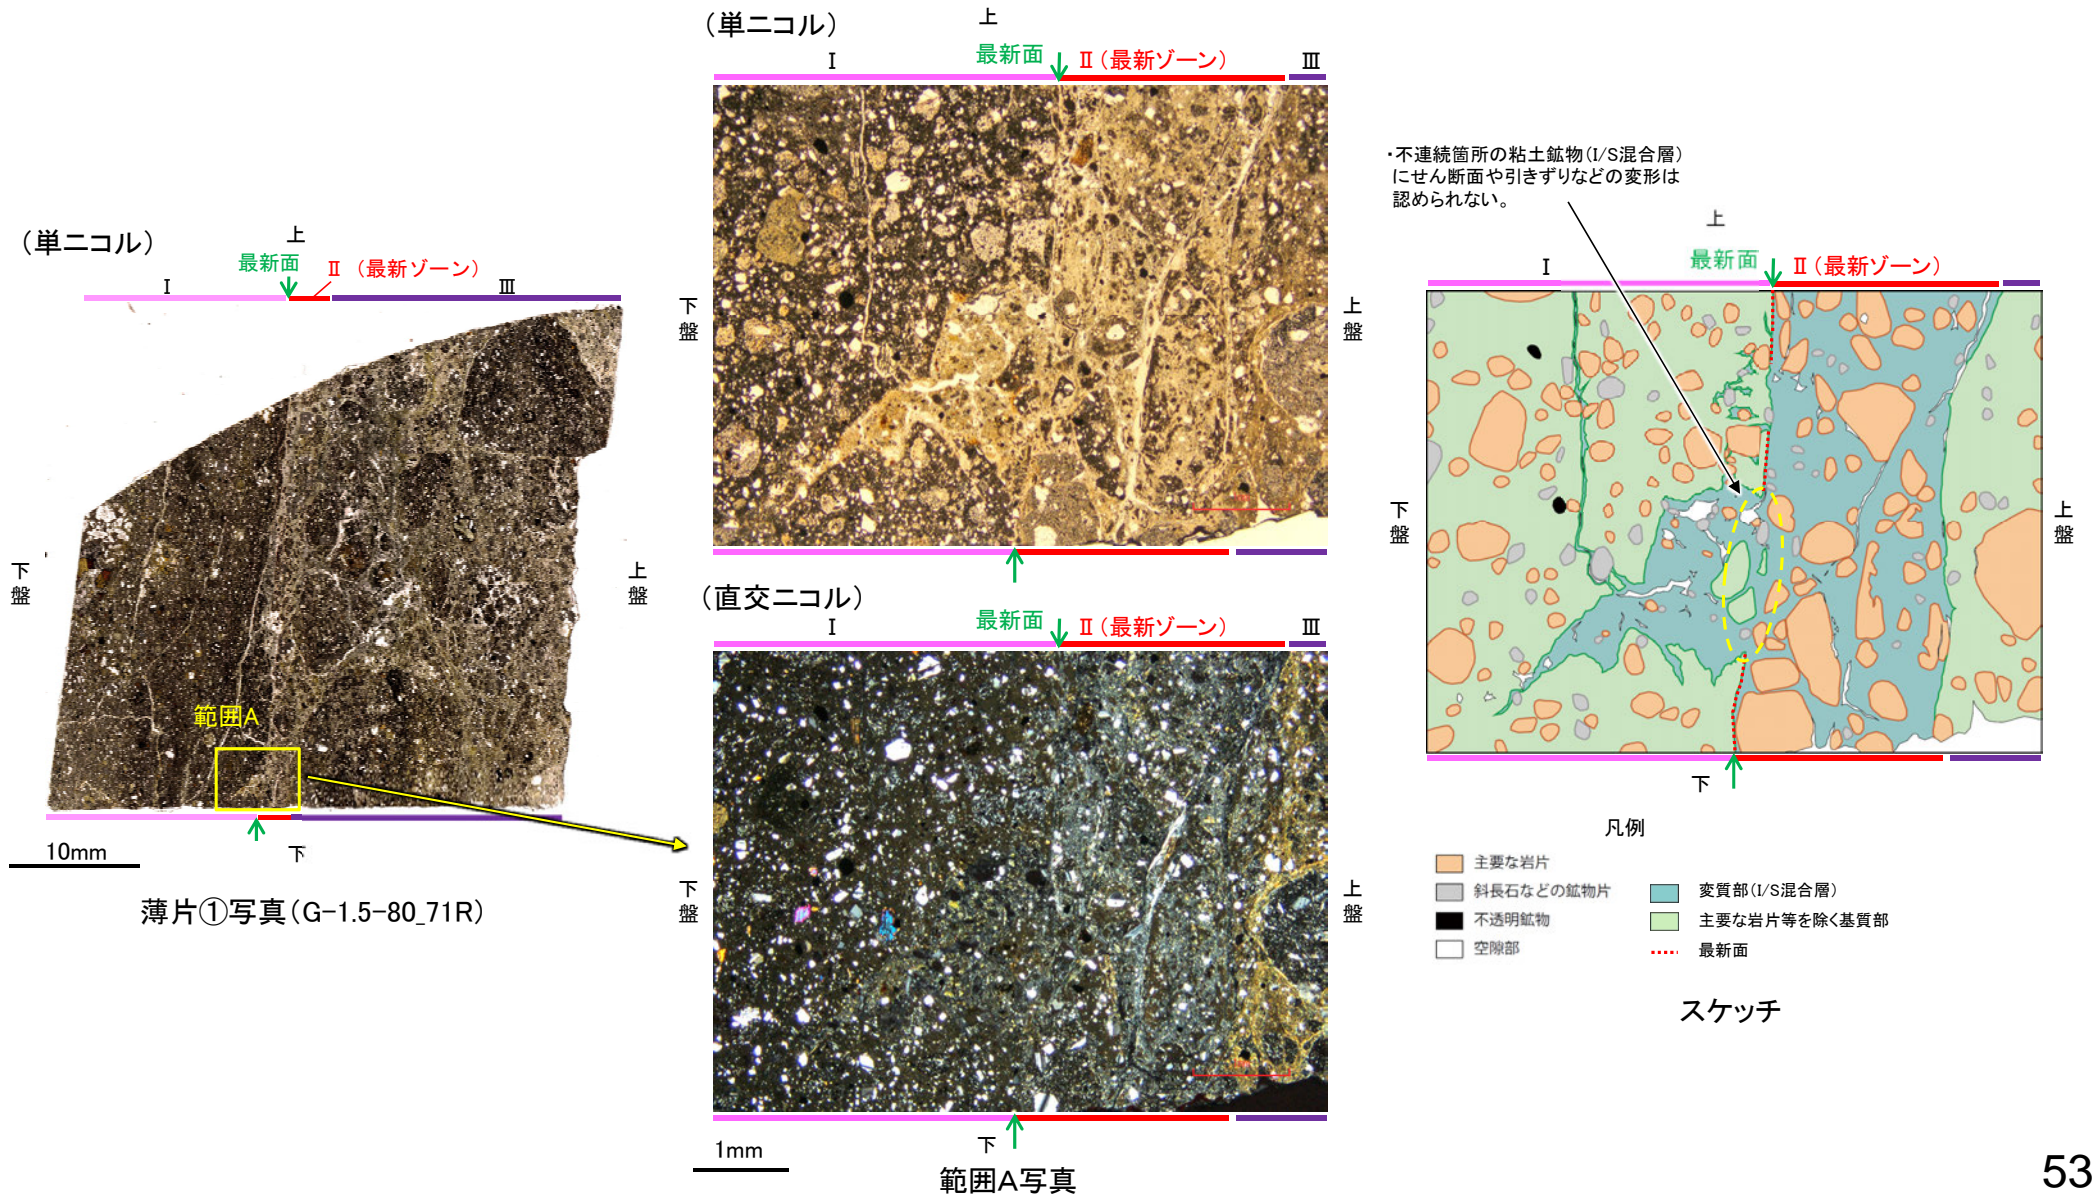 (単ニコル)
上
最新面
I
Ⅱ (最新ゾーン)
Ⅲ
下盤
上盤
範囲A
下
10mm
薄片①写真(G-1.5-80_71R)
(単ニコル)
上
最新面
I
Ⅱ(最新ゾーン)
Ⅲ
下盤
上盤
(直交ニコル)
最新面
I
Ⅱ(最新ゾーン)
Ⅲ
下盤
上盤
下
1mm
範囲A写真
・不連続箇所の粘土鉱物(I/S混合層)
にせん断面や引きずりなどの変形は
認められない。
上
最新面
I
Ⅱ(最新ゾーン)
下盤
上盤
下
凡例
主要な岩片
斜長石などの鉱物片
不透明鉱物
空隙部
変質部(I/S混合層)
主要な岩片等を除く基質部
最新面
スケッチ
53